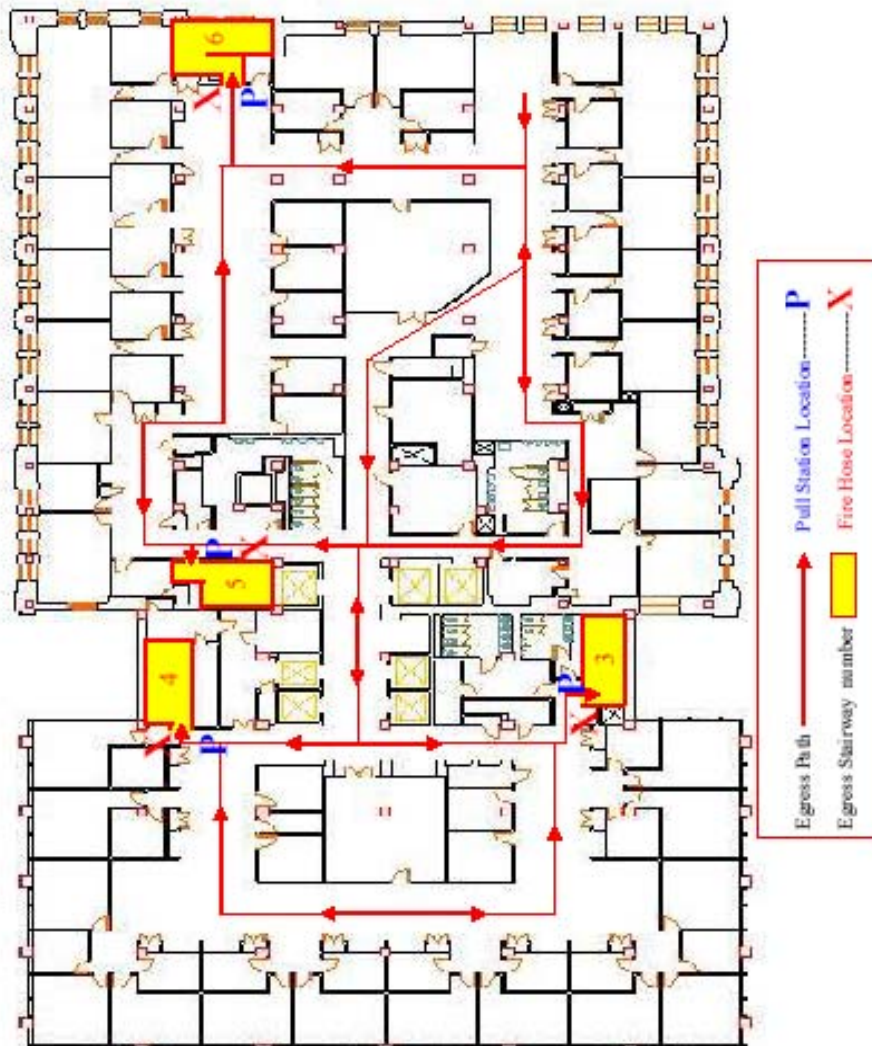 6
X
P
P
X
5
4
X
P
3
P
X
Egress Path Pull Station Location------P
Egress Stairway number Fire Hose Location----------X